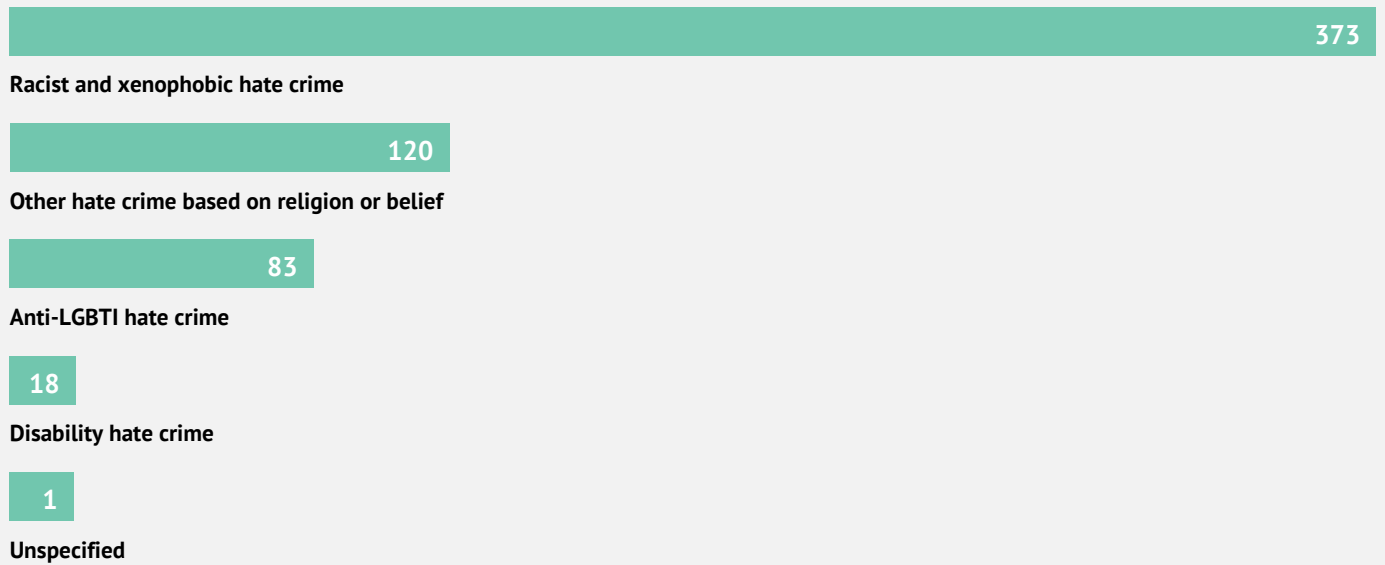 373
Racist and xenophobic hate crime
120
Other hate crime based on religion or belief
83
Anti-LGBTI hate crime
18
Disability hate crime
1
Unspecified